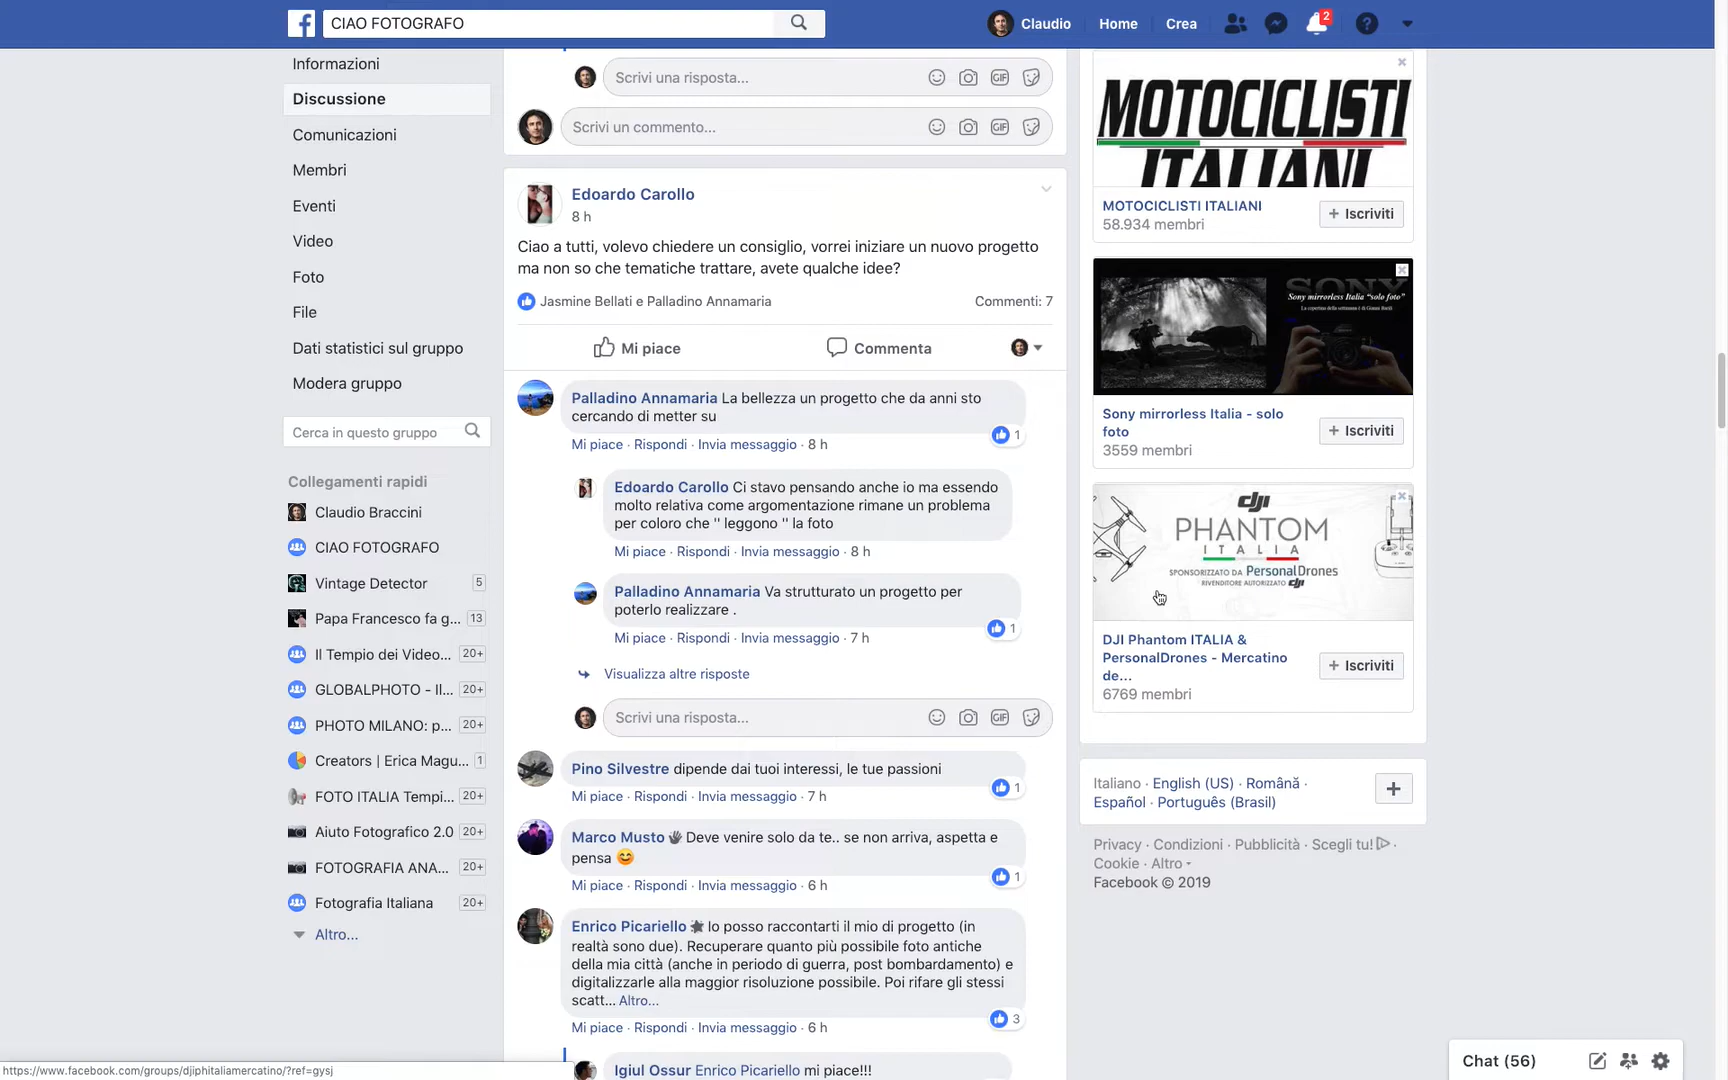 CIAO FOTOGRAFO
Claudio
Home
Crea
2
Informazioni
Discussione
Comunicazioni
Membri
Eventi
Video
Foto
File
Dati statistici sul gruppo
Modera gruppo
Cerca in questo gruppo
Collegamenti rapidi
Claudio Braccini
CIAO FOTOGRAFO
Vintage Detector 5
Papa Francesco fa g... 13
Il Tempio dei Video... 20+
GLOBALPHOTO - Il... 20+
PHOTO MILANO: p... 20+
Creators | Erica Magu... 1
FOTO ITALIA Tempi... 20+
Aiuto Fotografico 2.0 20+
FOTOGRAFIA ANA... 20+
Fotografia Italiana 20+
Altro...
Scrivi una risposta...
GIF
Scrivi un commento...
GIF
Edoardo Carollo
8 h
Ciao a tutti, volevo chiedere un consiglio, vorrei iniziare un nuovo progetto
ma non so che tematiche trattare, avete qualche idee?
Jasmine Bellati e Palladino Annamaria
Commenti: 7
Mi piace
Commenta
Palladino Annamaria La bellezza un progetto che da anni sto
cercando di metter su
1
Mi piace · Rispondi · Invia messaggio · 8 h
Edoardo Carollo Ci stavo pensando anche io ma essendo
molto relativa come argomentazione rimane un problema
per coloro che " leggono " la foto
Mi piace · Rispondi · Invia messaggio · 8 h
Palladino Annamaria Va strutturato un progetto per
poterlo realizzare .
1
Mi piace · Rispondi · Invia messaggio · 7 h
Visualizza altre risposte
Scrivi una risposta...
GIF
Pino Silvestre dipende dai tuoi interessi, le tue passioni
1
Mi piace · Rispondi · Invia messaggio · 7 h
Marco Musto Deve venire solo da te.. se non arriva, aspetta e
pensa 😊
1
Mi piace · Rispondi · Invia messaggio · 6 h
Enrico Picariello Io posso raccontarti il mio di progetto (in
realtà sono due). Recuperare quanto più possibile foto antiche
della mia città (anche in periodo di guerra, post bombardamento) e
digitalizzarle alla maggior risoluzione possibile. Poi rifare gli stessi
scatt... Altro...
3
Mi piace · Rispondi · Invia messaggio · 6 h
Igiul Ossur Enrico Picariello mi piace!!!
MOTOCICLISTI
ITALIANI
MOTOCICLISTI ITALIANI
58.934 membri
+ Iscriviti
SONY
Sony mirrorless Italia "solo foto"
Sony mirrorless Italia - solo
foto
3559 membri
+ Iscriviti
dji
PHANTOM
ITALIA
SPONSORIZZATO DA PersonalDrones
RIVENDITORE AUTORIZZATO dji
DJI Phantom ITALIA &
PersonalDrones - Mercatino
de...
6769 membri
+ Iscriviti
Italiano · English (US) · Română ·
Español · Português (Brasil)
Privacy · Condizioni · Pubblicità · Scegli tu! ·
Cookie · Altro
Facebook © 2019
Chat (56)
https://www.facebook.com/groups/djiphitaliamercatino/?ref=gysj